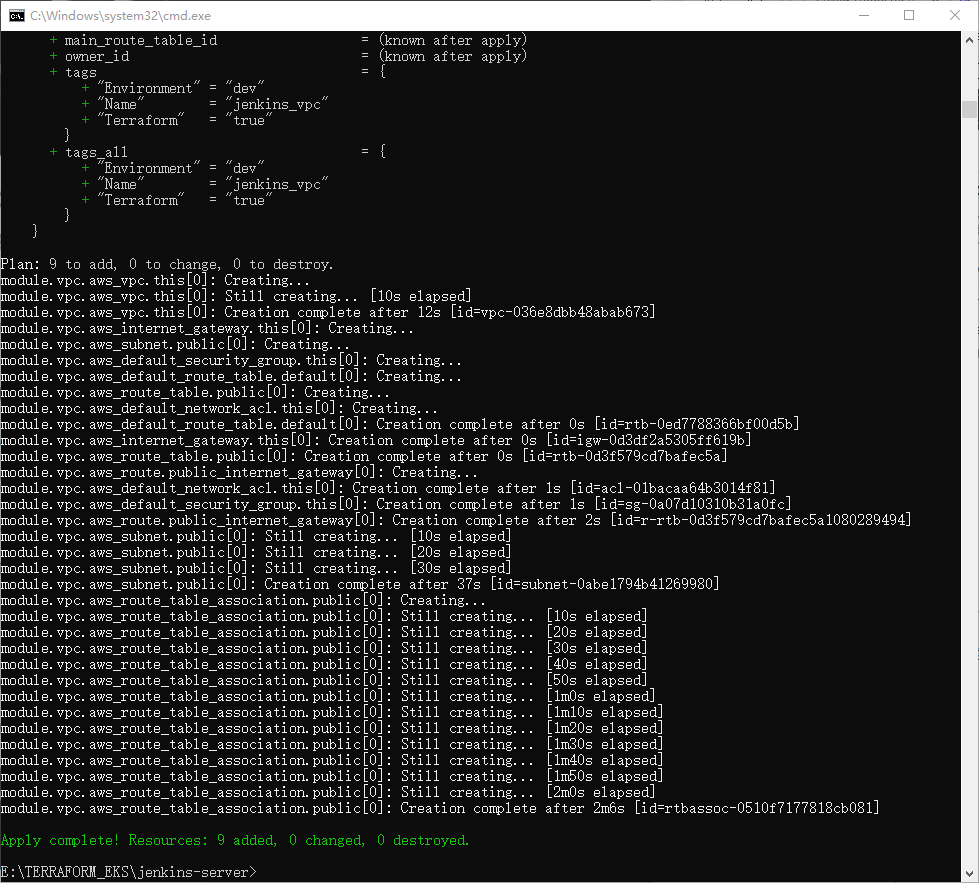 C:\Windows\system32\cmd.exe
+ main_route_table_id = (known after apply)
+ owner_id = (known after apply)
+ tags = {
+ "Environment" = "dev"
+ "Name" = "jenkins_vpc"
+ "Terraform" = "true"
}
+ tags_all = {
+ "Environment" = "dev"
+ "Name" = "jenkins_vpc"
+ "Terraform" = "true"
}
}
Plan: 9 to add, 0 to change, 0 to destroy.
module.vpc.aws_vpc.this[0]: Creating...
module.vpc.aws_vpc.this[0]: Still creating... [10s elapsed]
module.vpc.aws_vpc.this[0]: Creation complete after 12s [id=vpc-036e8dbb48abab673]
module.vpc.aws_internet_gateway.this[0]: Creating...
module.vpc.aws_subnet.public[0]: Creating...
module.vpc.aws_default_security_group.this[0]: Creating...
module.vpc.aws_default_route_table.default[0]: Creating...
module.vpc.aws_route_table.public[0]: Creating...
module.vpc.aws_default_network_acl.this[0]: Creating...
module.vpc.aws_default_route_table.default[0]: Creation complete after 0s [id=rtb-0ed7788366bf00d5b]
module.vpc.aws_internet_gateway.this[0]: Creation complete after 0s [id=igw-0d3df2a5305ff619b]
module.vpc.aws_route_table.public[0]: Creation complete after 0s [id=rtb-0d3f579cd7bafec5a]
module.vpc.aws_route.public_internet_gateway[0]: Creating...
module.vpc.aws_default_network_acl.this[0]: Creation complete after 1s [id=acl-01bacaa64b3014f81]
module.vpc.aws_default_security_group.this[0]: Creation complete after 1s [id=sg-0a07d10310b31a0fc]
module.vpc.aws_route.public_internet_gateway[0]: Creation complete after 2s [id=r-rtb-0d3f579cd7bafec5a1080289494]
module.vpc.aws_subnet.public[0]: Still creating... [10s elapsed]
module.vpc.aws_subnet.public[0]: Still creating... [20s elapsed]
module.vpc.aws_subnet.public[0]: Still creating... [30s elapsed]
module.vpc.aws_subnet.public[0]: Creation complete after 37s [id=subnet-0abe1794b41269980]
module.vpc.aws_route_table_association.public[0]: Creating...
module.vpc.aws_route_table_association.public[0]: Still creating... [10s elapsed]
module.vpc.aws_route_table_association.public[0]: Still creating... [20s elapsed]
module.vpc.aws_route_table_association.public[0]: Still creating... [30s elapsed]
module.vpc.aws_route_table_association.public[0]: Still creating... [40s elapsed]
module.vpc.aws_route_table_association.public[0]: Still creating... [50s elapsed]
module.vpc.aws_route_table_association.public[0]: Still creating... [1m0s elapsed]
module.vpc.aws_route_table_association.public[0]: Still creating... [1m10s elapsed]
module.vpc.aws_route_table_association.public[0]: Still creating... [1m20s elapsed]
module.vpc.aws_route_table_association.public[0]: Still creating... [1m30s elapsed]
module.vpc.aws_route_table_association.public[0]: Still creating... [1m40s elapsed]
module.vpc.aws_route_table_association.public[0]: Still creating... [1m50s elapsed]
module.vpc.aws_route_table_association.public[0]: Still creating... [2m0s elapsed]
module.vpc.aws_route_table_association.public[0]: Creation complete after 2m6s [id=rtbassoc-0510f7177818cb081]
Apply complete! Resources: 9 added, 0 changed, 0 destroyed.
E:\TERRAFORM_EKS\jenkins-server>